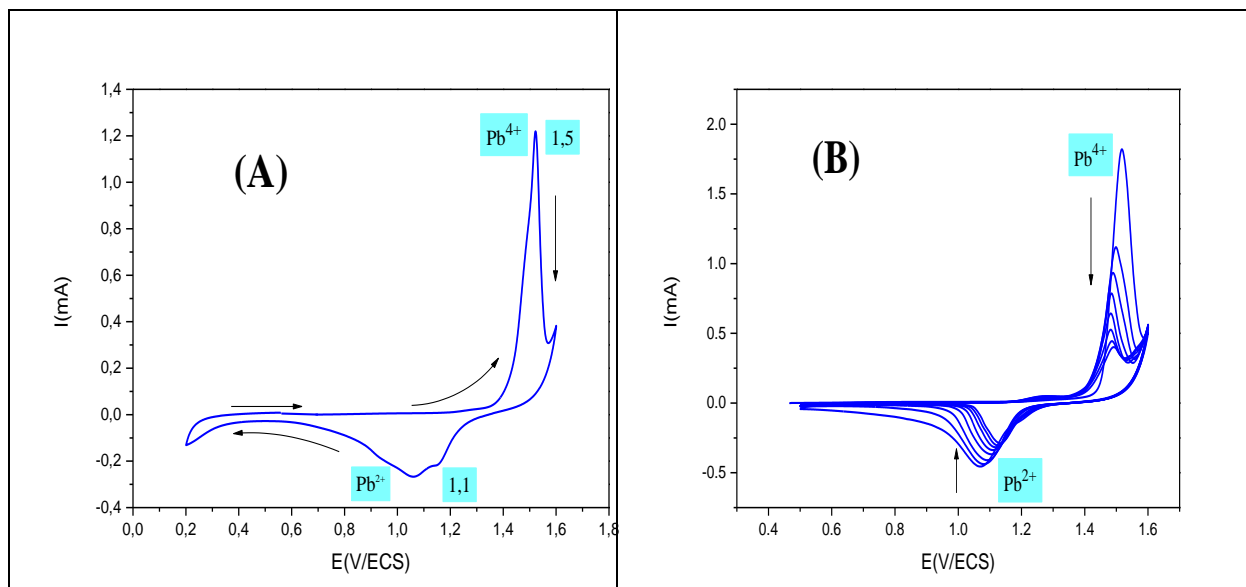 (A)
Pb4+ 1,5
Pb2+ 1,1
I(mA)
1,4
1,2
1,0
0,8
0,6
0,4
0,2
0,0
-0,2
-0,4
0,0 0,2 0,4 0,6 0,8 1,0 1,2 1,4 1,6 1,8
E(V/ECS)
(B)
Pb4+
Pb2+
I(mA)
2.0
1.5
1.0
0.5
0.0
-0.5
0.4 0.6 0.8 1.0 1.2 1.4 1.6
E(V/ECS)